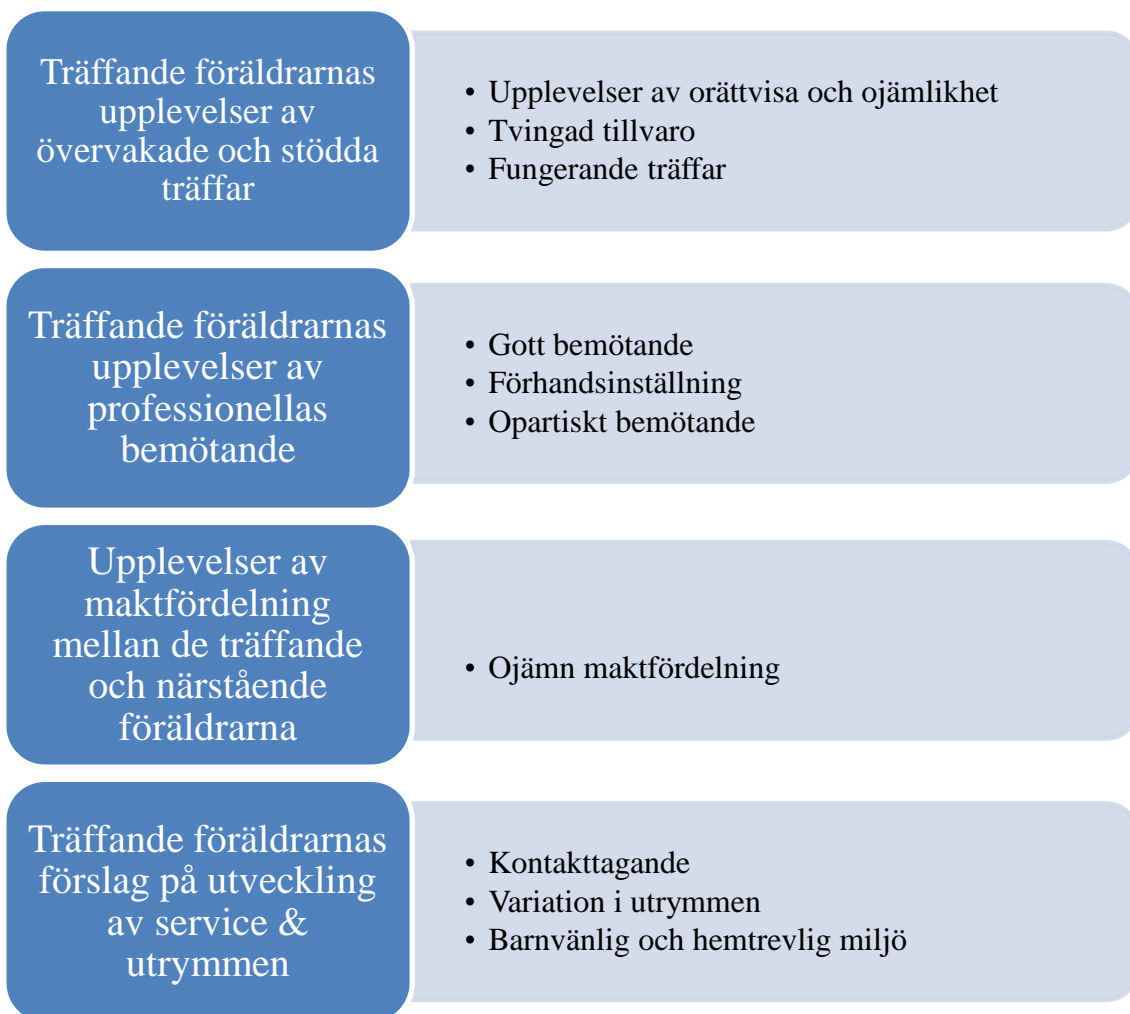 Träffande föräldrarnas
upplevelser av
övervakade och stödda
träffar
• Upplevelser av orättvisa och ojämlikhet
• Tvingad tillvaro
• Fungerande träffar
Träffande föräldrarnas
upplevelser av
professionellas
bemötande
• Gott bemötande
• Förhandsinställning
• Opartiskt bemötande
Upplevelser av
maktfördelning
mellan de träffande
och närstående
föräldrarna
• Ojämn maktfördelning
Träffande föräldrarnas
förslag på utveckling
av service &
utrymmen
• Kontakttagande
• Variation i utrymmen
• Barnvänlig och hemtrevlig miljö